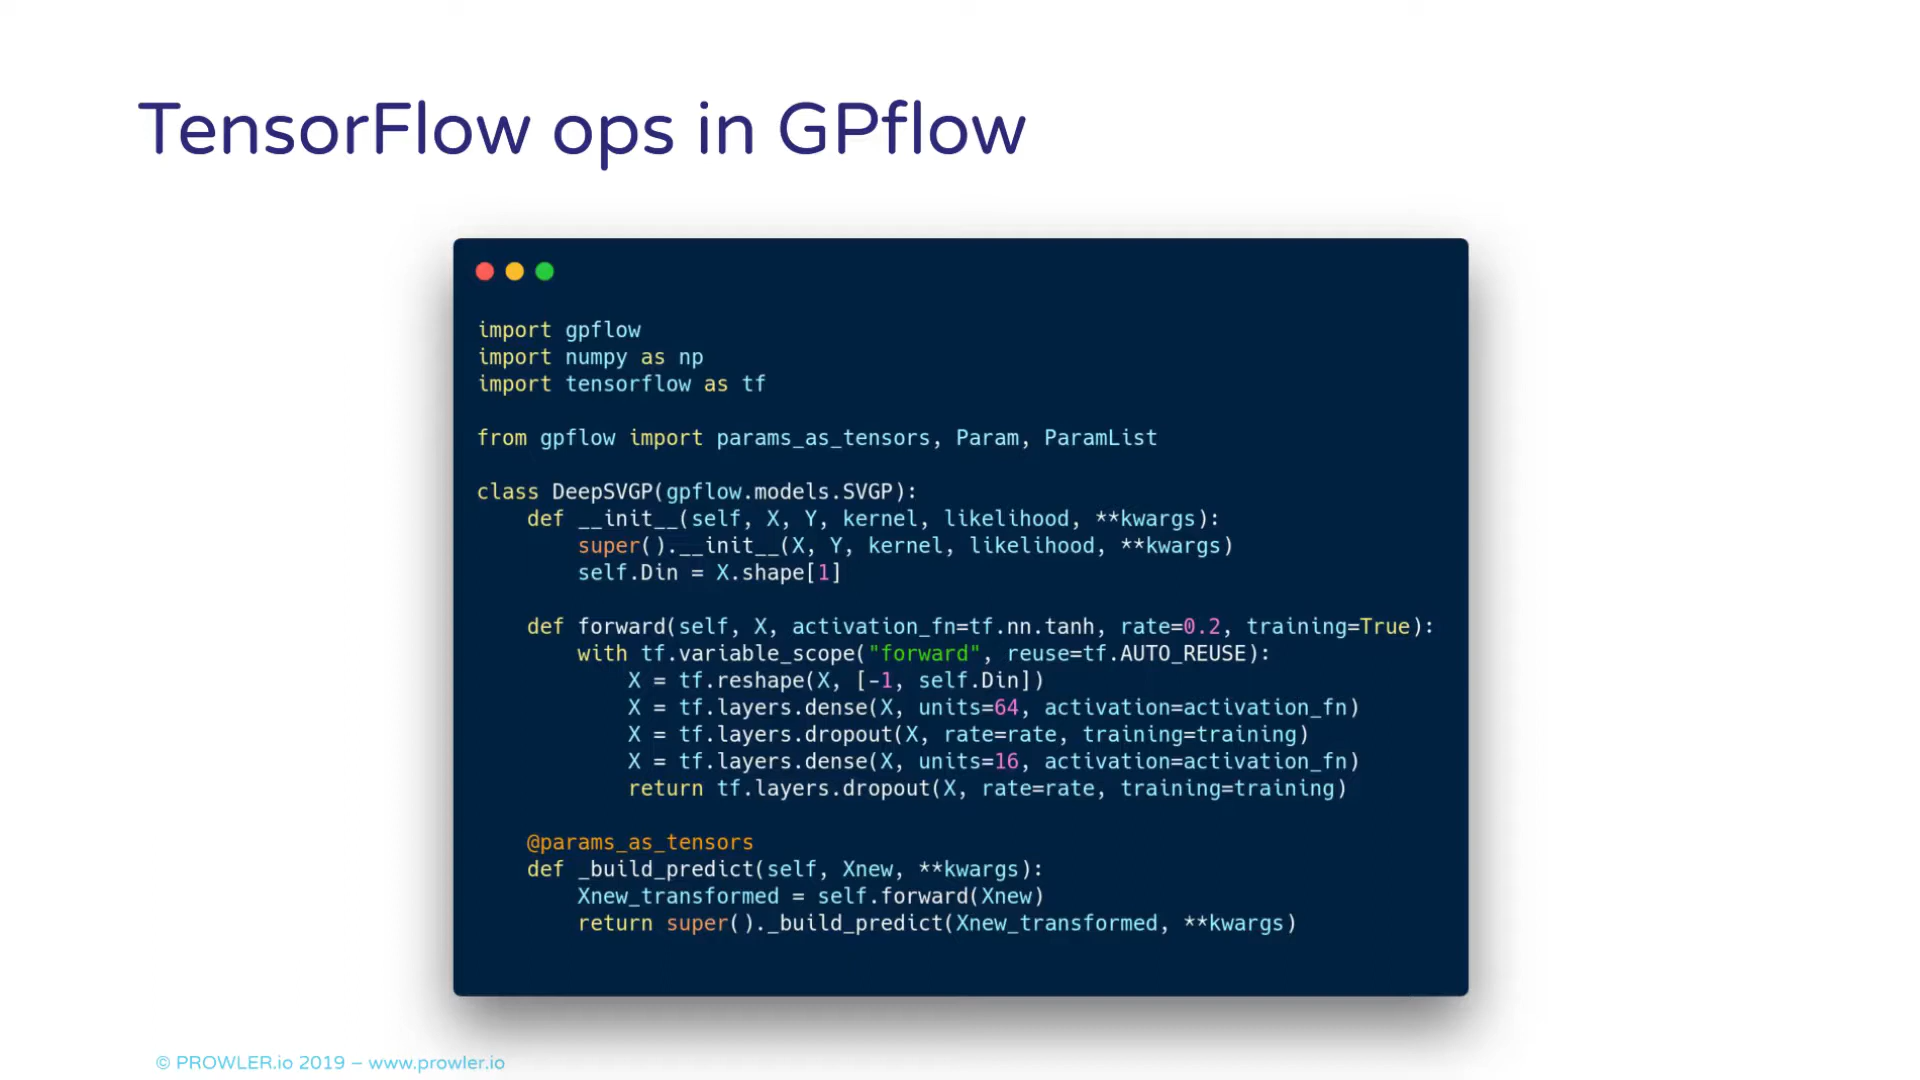 TensorFlow ops in GPflow
import gpflow
import numpy as np
import tensorflow as tf
from gpflow import params_as_tensors, Param, ParamList
class DeepSVGP(gpflow.models.SVGP):
    def __init__(self, X, Y, kernel, likelihood, **kwargs):
        super().__init__(X, Y, kernel, likelihood, **kwargs)
        self.Din = X.shape[1]
    def forward(self, X, activation_fn=tf.nn.tanh, rate=0.2, training=True):
        with tf.variable_scope("forward", reuse=tf.AUTO_REUSE):
            X = tf.reshape(X, [-1, self.Din])
            X = tf.layers.dense(X, units=64, activation=activation_fn)
            X = tf.layers.dropout(X, rate=rate, training=training)
            X = tf.layers.dense(X, units=16, activation=activation_fn)
            return tf.layers.dropout(X, rate=rate, training=training)
    @params_as_tensors
    def _build_predict(self, Xnew, **kwargs):
        Xnew_transformed = self.forward(Xnew)
        return super()._build_predict(Xnew_transformed, **kwargs)
© PROWLER.io 2019 – www.prowler.io